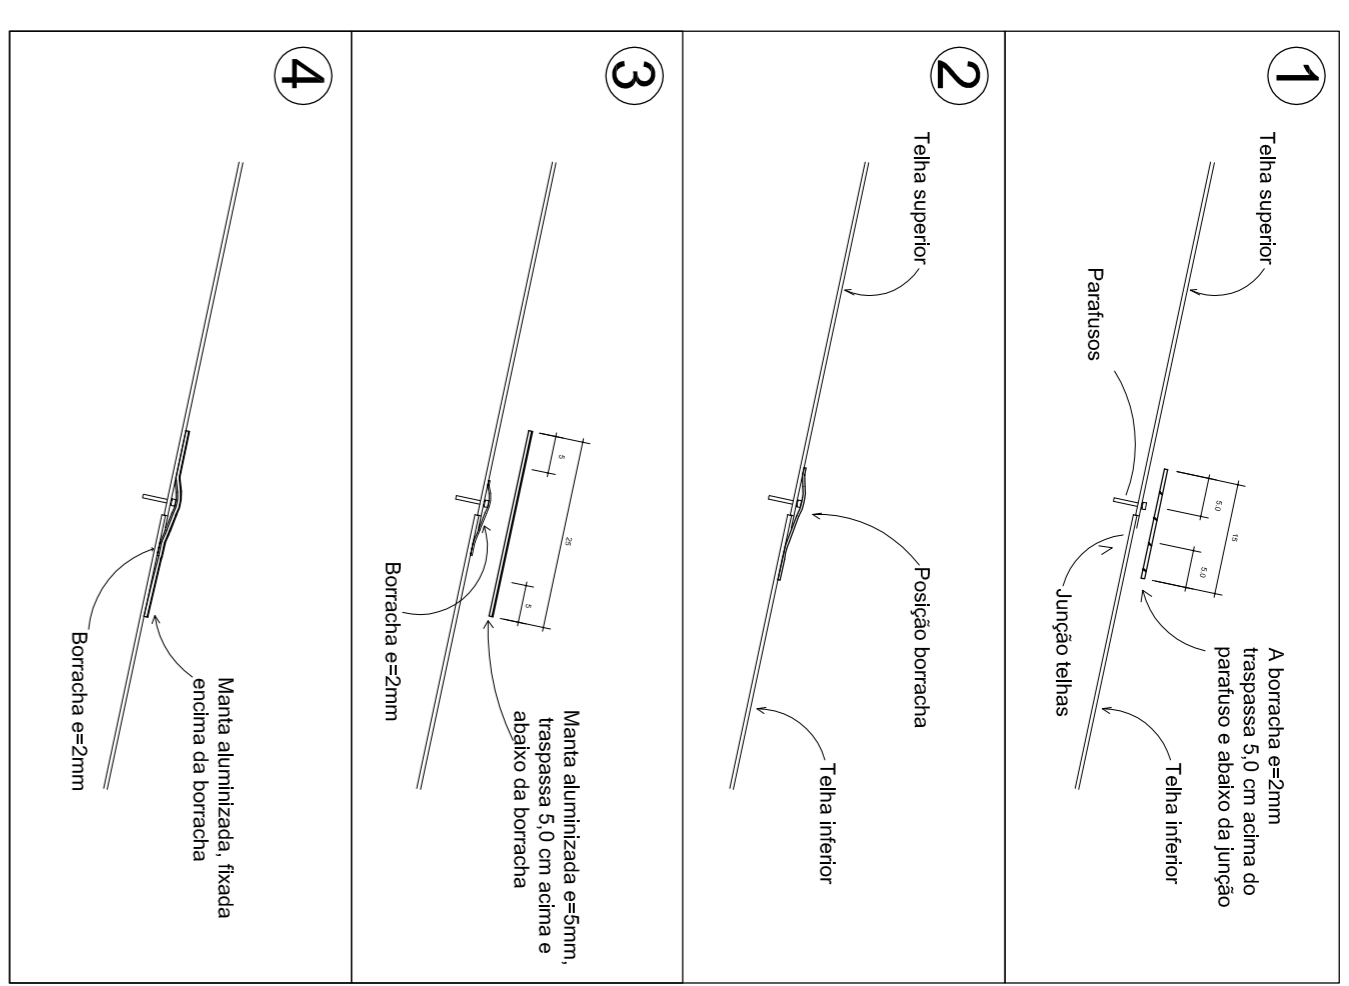 1
Telha superior
Parafusos
5.0
15
5.0
A borracha e=2mm
traspassa 5,0 cm acima do
parafuso e abaixo da junção
Junção telhas
Telha inferior
2
Telha superior
Posição borracha
Telha inferior
3
5
25
5
Borracha e=2mm
Manta aluminizada e=5mm,
traspassa 5,0 cm acima e
abaixo da borracha
4
Borracha e=2mm
Manta aluminizada, fixada
encima da borracha